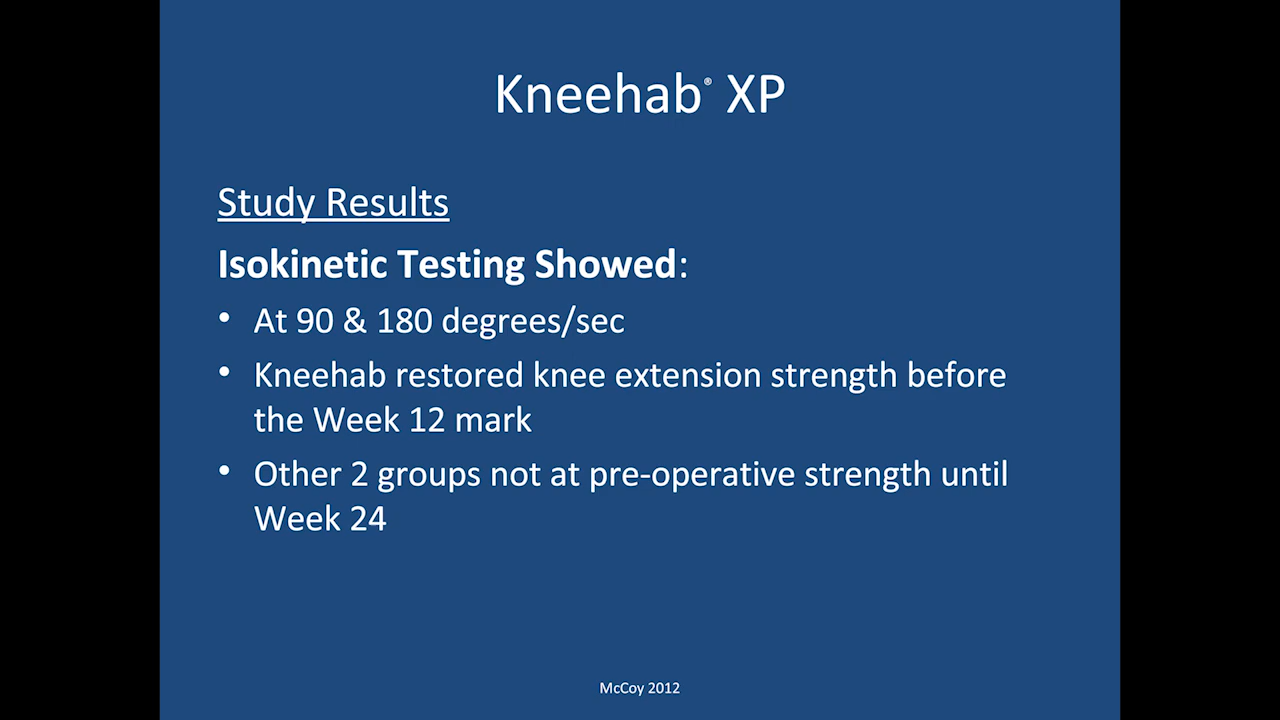 Kneehab® XP
Study Results
Isokinetic Testing Showed:
• At 90 & 180 degrees/sec
• Kneehab restored knee extension strength before
the Week 12 mark
• Other 2 groups not at pre-operative strength until
Week 24
McCoy 2012